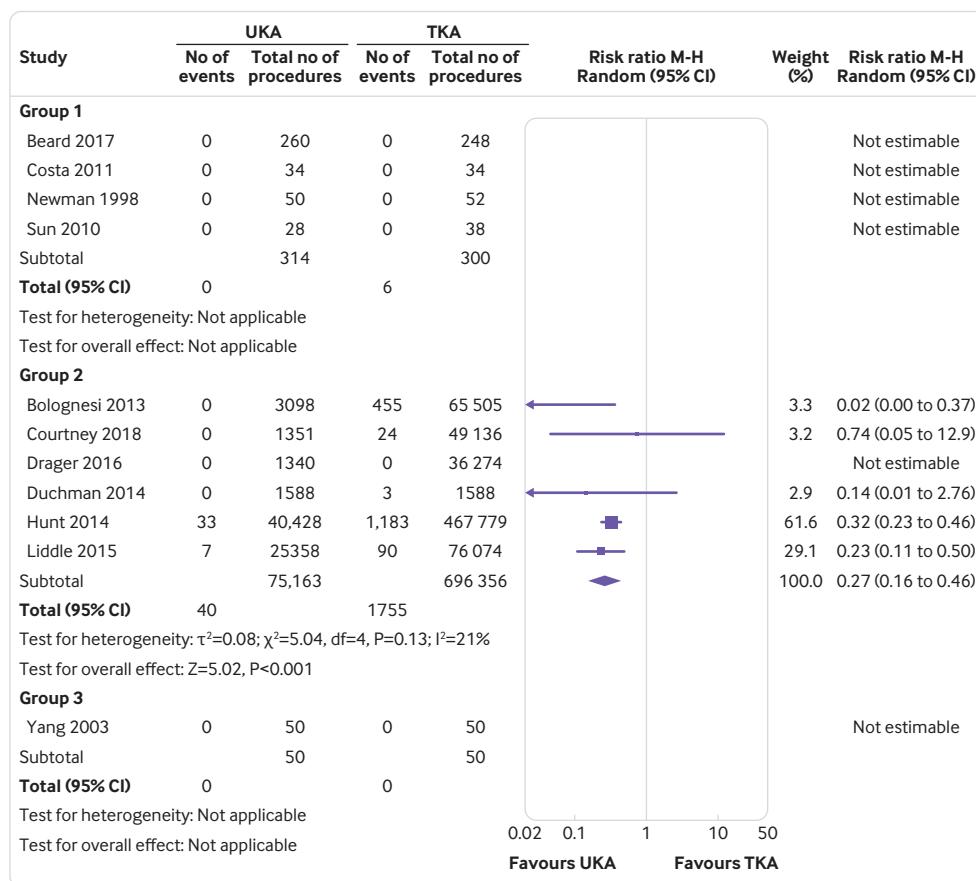 UKA TKA
Study No of events Total no of procedures No of events Total no of procedures Risk ratio M-H Random (95% CI) Weight (%) Risk ratio M-H Random (95% CI)
Group 1
Beard 2017 0 260 0 248 Not estimable
Costa 2011 0 34 0 34 Not estimable
Newman 1998 0 50 0 52 Not estimable
Sun 2010 0 28 0 38 Not estimable
Subtotal 314 300
Total (95% CI) 0 6
Test for heterogeneity: Not applicable
Test for overall effect: Not applicable
Group 2
Bolognesi 2013 0 3098 455 65 505 3.3 0.02 (0.00 to 0.37)
Courtney 2018 0 1351 24 49 136 3.2 0.74 (0.05 to 12.9)
Drager 2016 0 1340 0 36 274 Not estimable
Duchman 2014 0 1588 3 1588 2.9 0.14 (0.01 to 2.76)
Hunt 2014 33 40,428 1,183 467 779 61.6 0.32 (0.23 to 0.46)
Liddle 2015 7 25358 90 76 074 29.1 0.23 (0.11 to 0.50)
Subtotal 75,163 696 356 100.0 0.27 (0.16 to 0.46)
Total (95% CI) 40 1755
Test for heterogeneity: τ²=0.08; χ²=5.04, df=4, P=0.13; I²=21%
Test for overall effect: Z=5.02, P<0.001
Group 3
Yang 2003 0 50 0 50 Not estimable
Subtotal 50 50
Total (95% CI) 0 0
Test for heterogeneity: Not applicable
Test for overall effect: Not applicable
0.02 0.1 1 10 50
Favours UKA Favours TKA